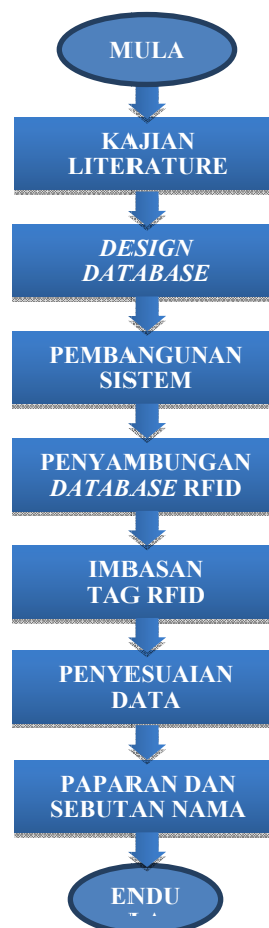 MULA
KAJIAN
LITERATURE
DESIGN
DATABASE
PEMBANGUNAN
SISTEM
PENYAMBUNGAN
DATABASE RFID
IMBASAN
TAG RFID
PENYESUAIAN
DATA
PAPARAN DAN
SEBUTAN NAMA
ENDU